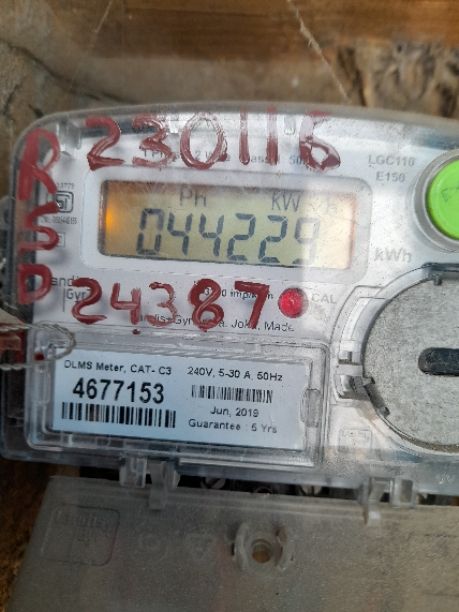 230116
LGC110
E150
RSP
PH KW h
044229
kWh
24387
CAL
DLMS Meter, CAT- C3 240V, 5-30 A, 50Hz
4677153
Jun, 2019
Guarantee : 5 Yrs